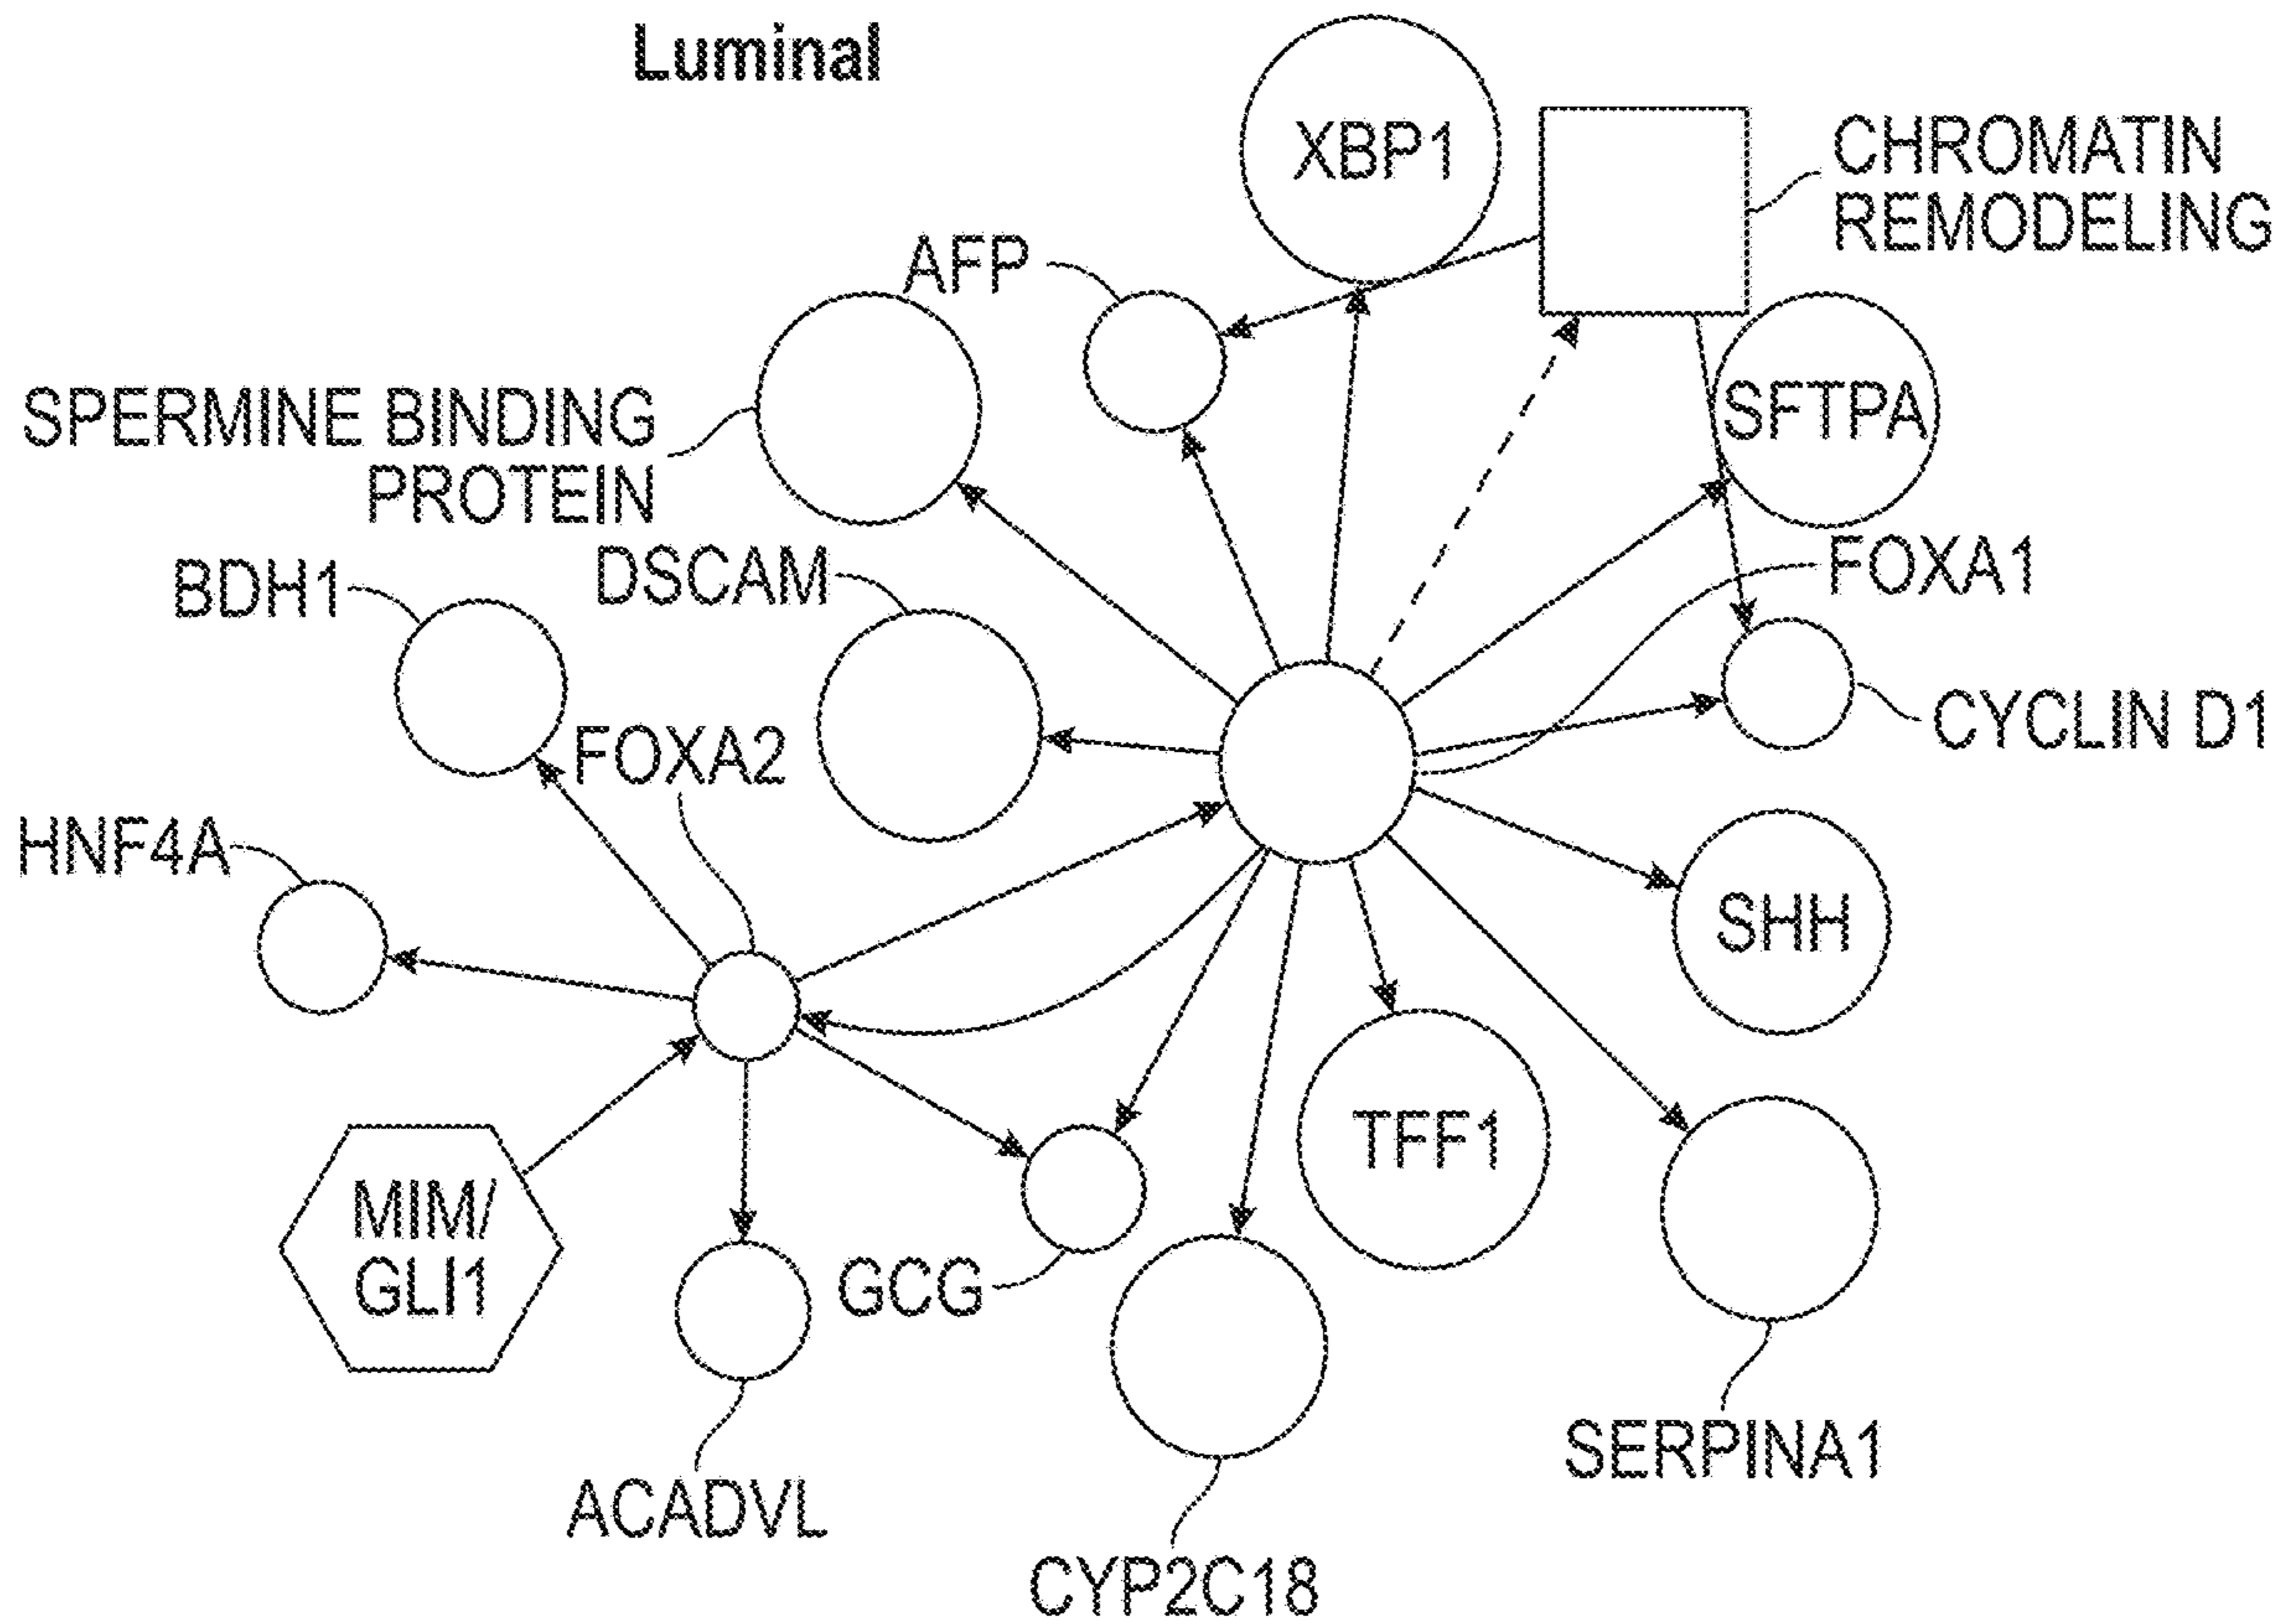 Luminal
XBP1
CHROMATIN
REMODELING
AFP
SPERMINE BINDING
PROTEIN
SFTPA
DSCAM
FOXA1
BDH1
CYCLIN D1
FOXA2
HNF4A
SHH
TFF1
MIM/
GLI1
GCG
SERPINA1
ACADVL
CYP2C18